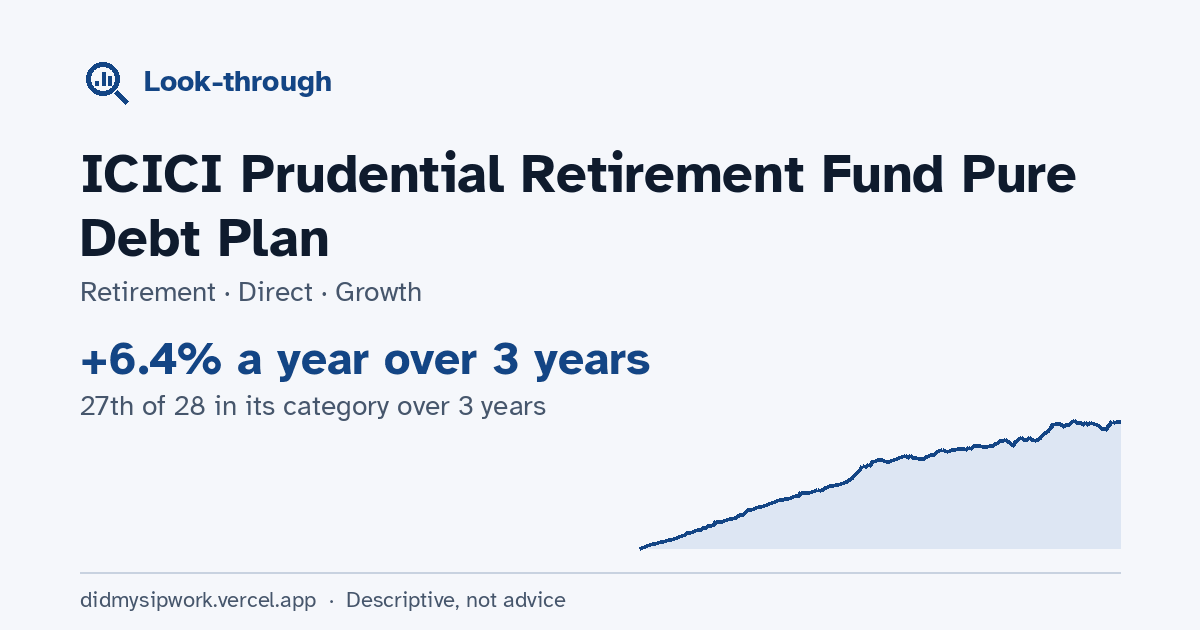 Look-through
ICICI Prudential Retirement Fund Pure
Debt Plan
Retirement · Direct · Growth
+6.4% a year over 3 years
27th of 28 in its category over 3 years
didmysipwork.vercel.app · Descriptive, not advice